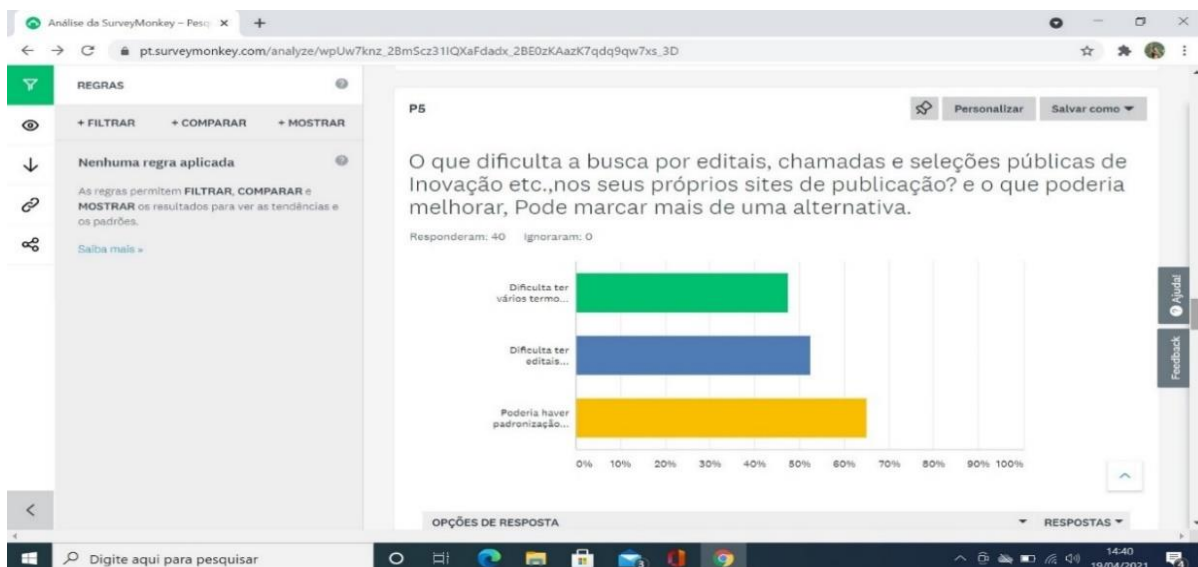 Análise da SurveyMonkey – Pesq
pt.surveymonkey.com/analyze/wpUw7knz_2BmScz31IQXaFdadx_2BE0zKAazK7qdq9qw7xs_3D
REGRAS
+ FILTRAR + COMPARAR + MOSTRAR
Nenhuma regra aplicada
As regras permitem FILTRAR, COMPARAR e
MOSTRAR os resultados para ver as tendências e
os padrões.
Saiba mais »
P5
Personalizar
Salvar como
O que dificulta a busca por editais, chamadas e seleções públicas de
Inovação etc.,nos seus próprios sites de publicação? e o que poderia
melhorar, Pode marcar mais de uma alternativa.
Responderam: 40 Ignoraram: 0
Dificulta ter
vários termo...
Dificulta ter
editais...
Poderia haver
padronização...
0% 10% 20% 30% 40% 50% 60% 70% 80% 90% 100%
OPÇÕES DE RESPOSTA
RESPOSTAS
Ajuda!
Feedback
Digite aqui para pesquisar
14:40
19/04/2021